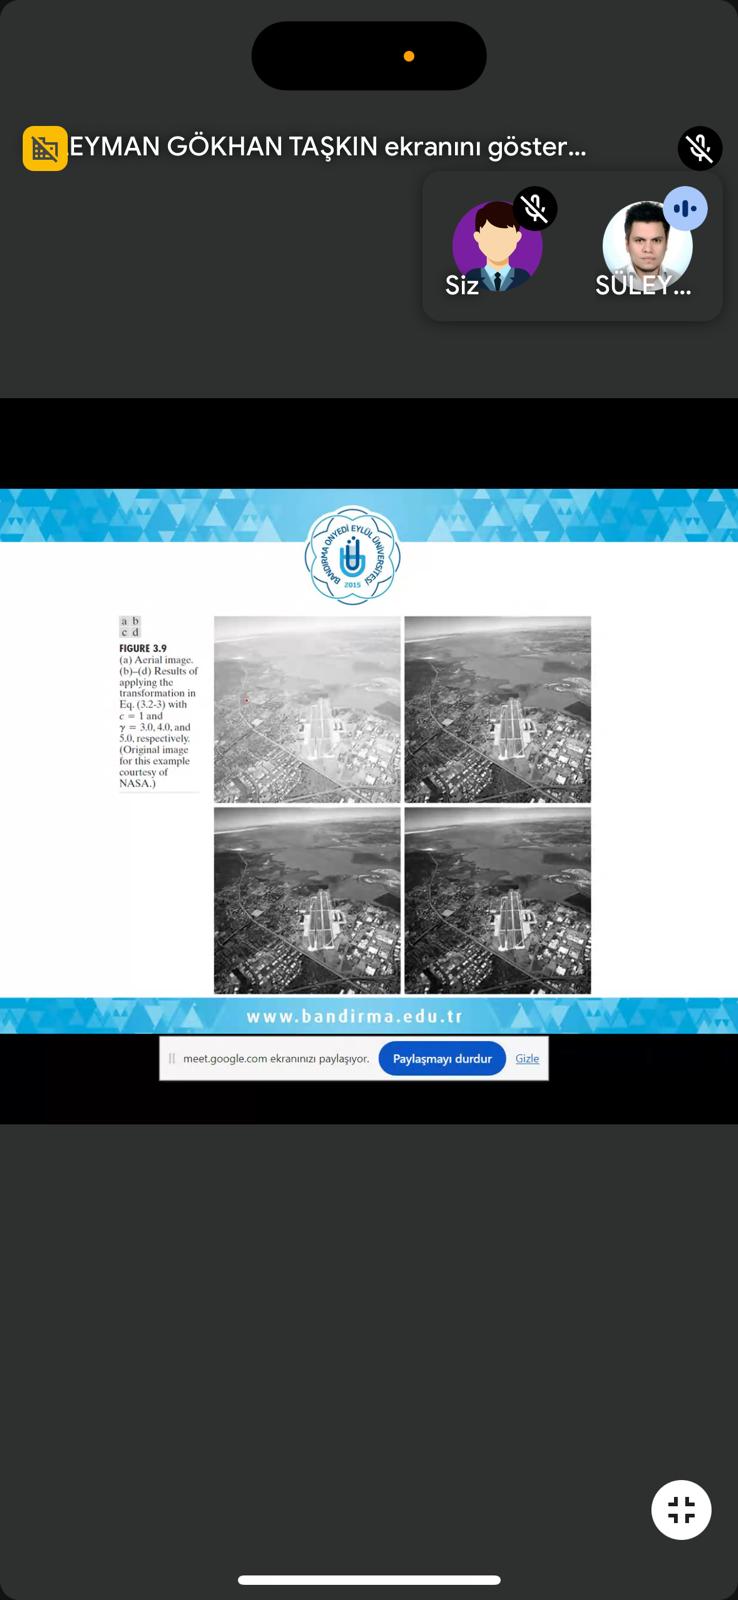 EYMAN GÖKHAN TAŞKIN ekranını göster...
Siz
SÜLEY...
BANDIRMA ONYEDİ EYLÜL ÜNİVERSİTESİ
2015
a b
c d
FIGURE 3.9
(a) Aerial image.
(b)–(d) Results of
applying the
transformation in
Eq. (3.2-3) with
c = 1 and
γ = 3.0, 4.0, and
5.0, respectively.
(Original image
for this example
courtesy of
NASA.)
www.bandirma.edu.tr
meet.google.com ekranınızı paylaşıyor.
Paylaşmayı durdur
Gizle